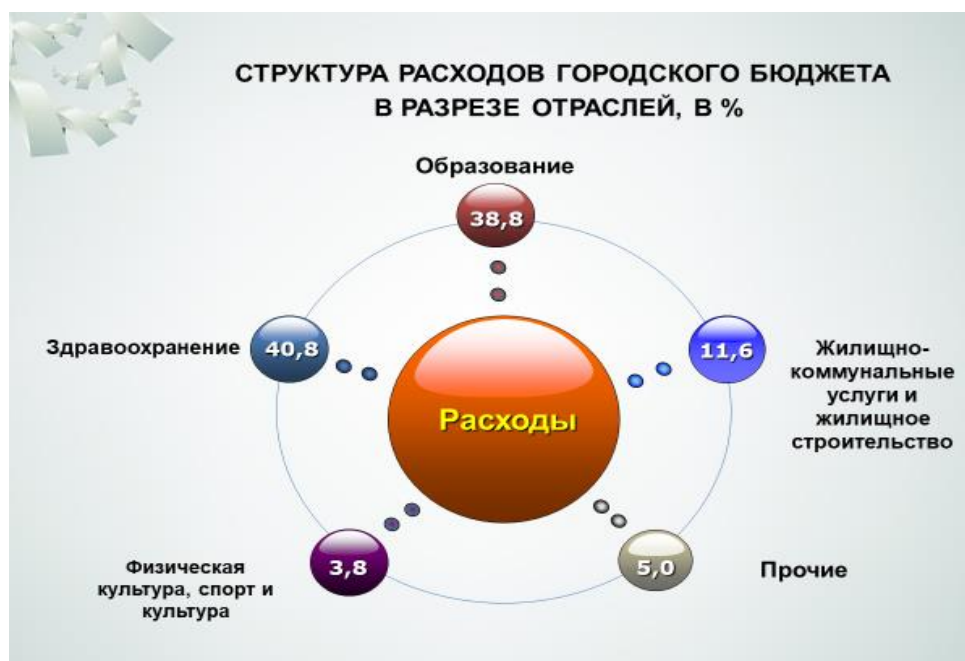 СТРУКТУРА РАСХОДОВ ГОРОДСКОГО БЮДЖЕТА
В РАЗРЕЗЕ ОТРАСЛЕЙ, В %
Образование
38,8
Здравоохранение
40,8
11,6
Жилищно-
коммунальные
услуги и
жилищное
строительство
Расходы
Физическая
культура, спорт и
культура
3,8
5,0
Прочие